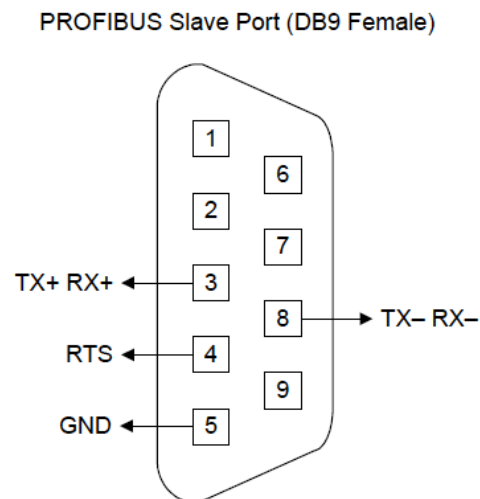 PROFIBUS Slave Port (DB9 Female)
1
6
2
7
TX+ RX+ 3
8 TX– RX–
RTS 4
9
GND 5